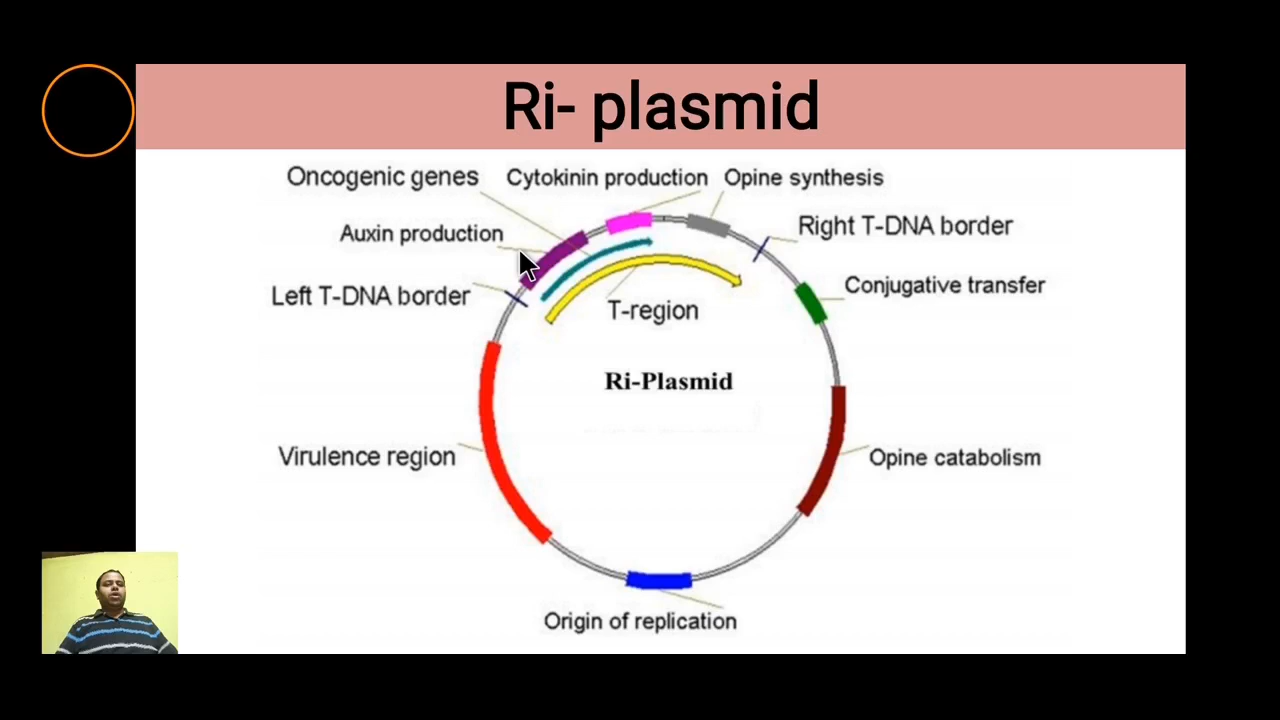 Ri- plasmid
Oncogenic genes
Cytokinin production
Opine synthesis
Auxin production
Right T-DNA border
Left T-DNA border
Conjugative transfer
T-region
Ri-Plasmid
Virulence region
Opine catabolism
Origin of replication